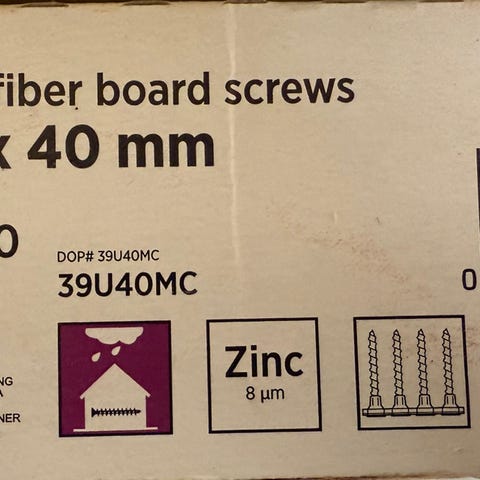 fiber board screws
x 40 mm
0
DOP# 39U40MC
39U40MC
0
Zinc
8 µm
NG
A
NER